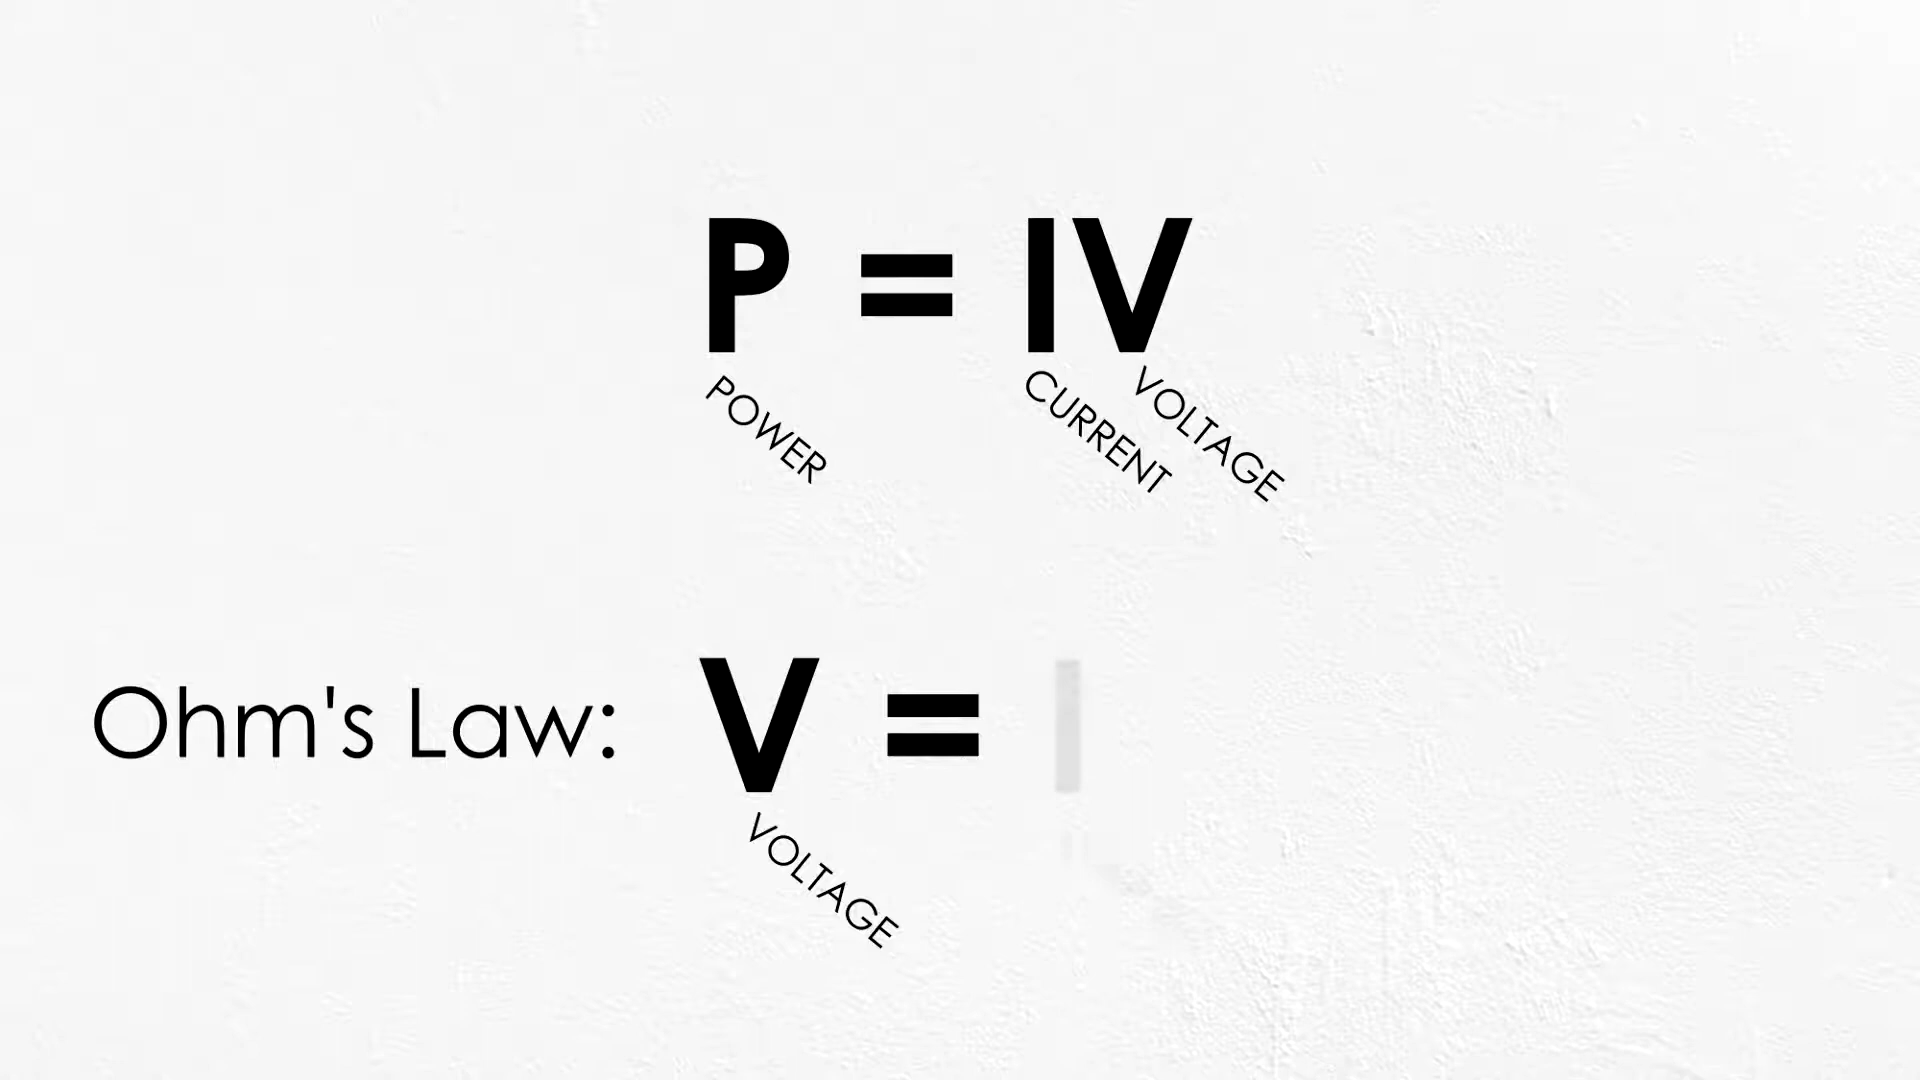 P = IV
POWER
CURRENT
VOLTAGE
Ohm's Law: V = I
VOLTAGE